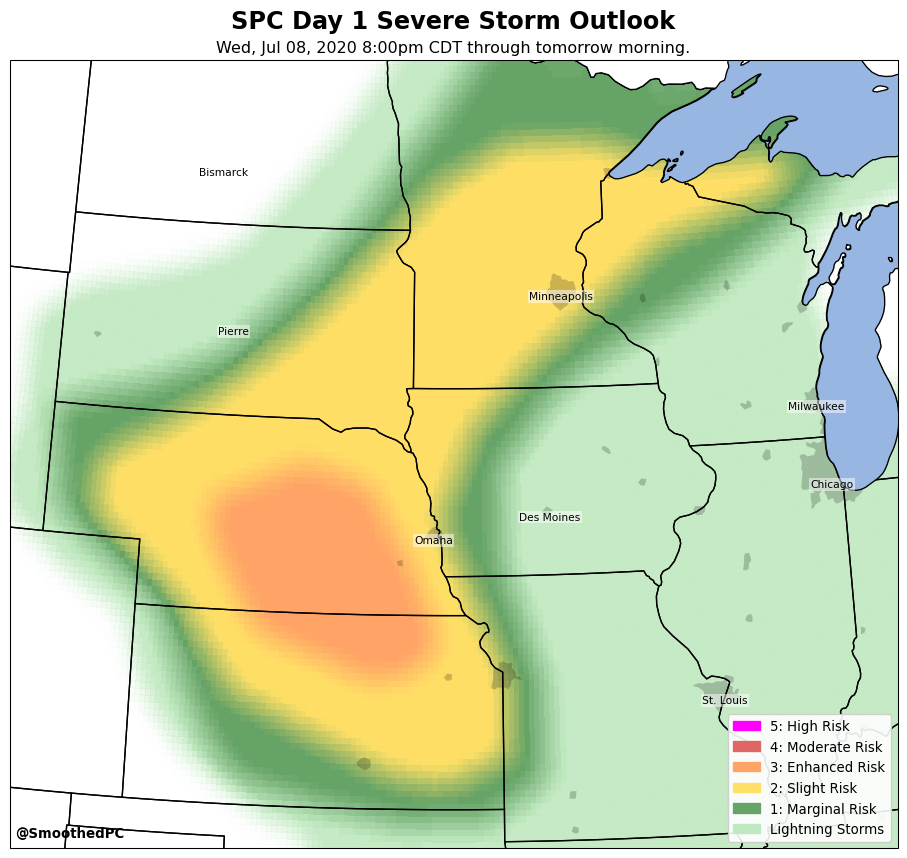 SPC Day 1 Severe Storm Outlook
Wed, Jul 08, 2020 8:00pm CDT through tomorrow morning.
Bismarck
Minneapolis
Pierre
Milwaukee
Chicago
Des Moines
Omaha
St. Louis
5: High Risk
4: Moderate Risk
3: Enhanced Risk
2: Slight Risk
1: Marginal Risk
Lightning Storms
@SmoothedPC